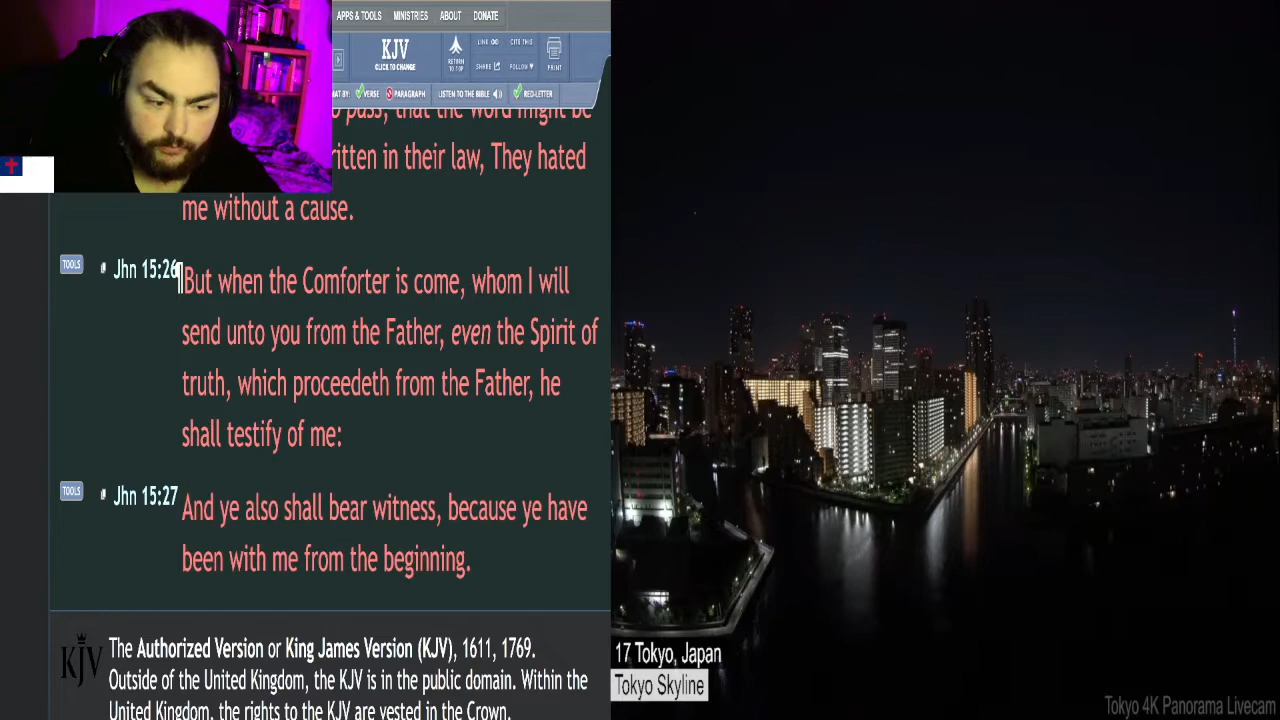 APPS & TOOLS MINISTRIES ABOUT DONATE
KJV
CLICK TO CHANGE
RETURN
TO TOP
LINK
CITE THIS
SHARE
FOLLOW
PRINT
AT BY: VERSE PARAGRAPH LISTEN TO THE BIBLE RED-LETTER
pass, that the word might be
ritten in their law, They hated
me without a cause.
TOOLS Jhn 15:26 ¶But when the Comforter is come, whom I will
send unto you from the Father, even the Spirit of
truth, which proceedeth from the Father, he
shall testify of me:
TOOLS Jhn 15:27 And ye also shall bear witness, because ye have
been with me from the beginning.
KJV
The Authorized Version or King James Version (KJV), 1611, 1769.
Outside of the United Kingdom, the KJV is in the public domain. Within the
United Kingdom, the rights to the KJV are vested in the Crown.
17 Tokyo, Japan
Tokyo Skyline
Tokyo 4K Panorama Livecam